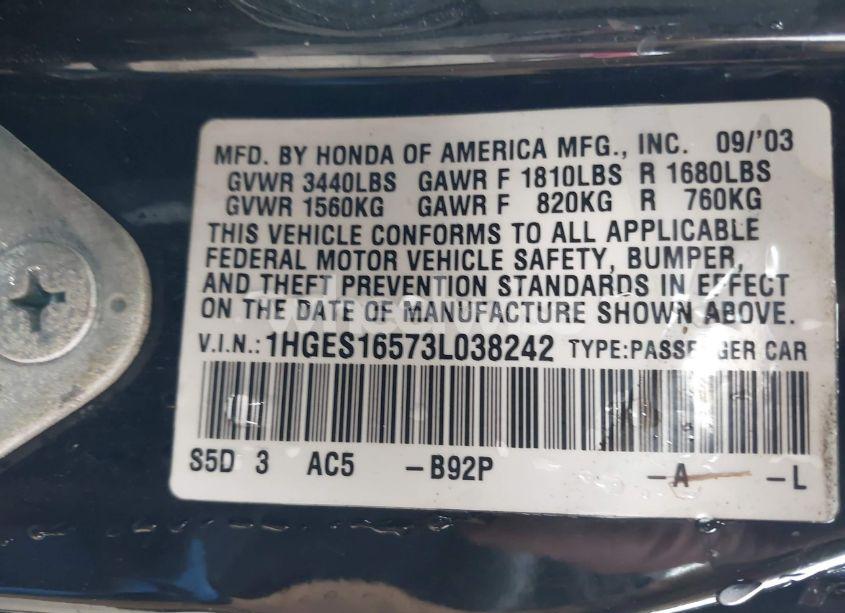 MFD. BY HONDA OF AMERICA MFG., INC. 09/'03
GVWR 3440LBS GAWR F 1810LBS R 1680LBS
GVWR 1560KG GAWR F 820KG R 760KG
THIS VEHICLE CONFORMS TO ALL APPLICABLE
FEDERAL MOTOR VEHICLE SAFETY, BUMPER,
AND THEFT PREVENTION STANDARDS IN EFFECT
ON THE DATE OF MANUFACTURE SHOWN ABOVE.
V.I.N.: 1HGES16573L038242 TYPE:PASSENGER CAR
S5D 3 AC5 -B92P -A -L